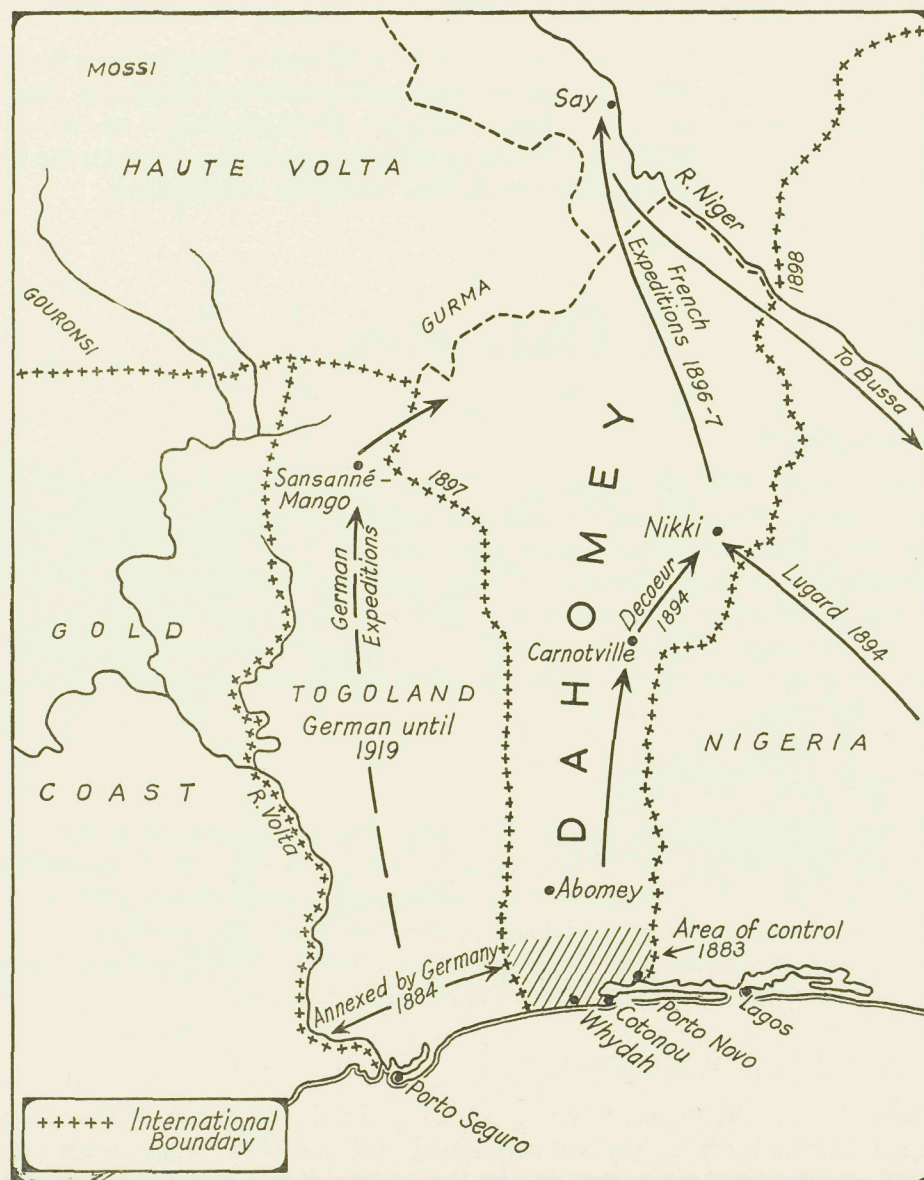 MOSSI
Say
HAUTE VOLTA
R. Niger
GOURONSI
GURMA
French
Expeditions 1896-7
1898
To Bussa
Sansanné-
Mango
1897
DAHOMEY
Nikki
German
Expeditions
Decoeur
1894
Lugard 1894
Carnotville
GOLD
COAST
TOGOLAND
German until
1919
NIGERIA
R. Volta
Abomey
Area of control
1883
Annexed by Germany
1884
Lagos
Porto Novo
Cotonou
Whydah
Porto Seguro
+++++ International
Boundary